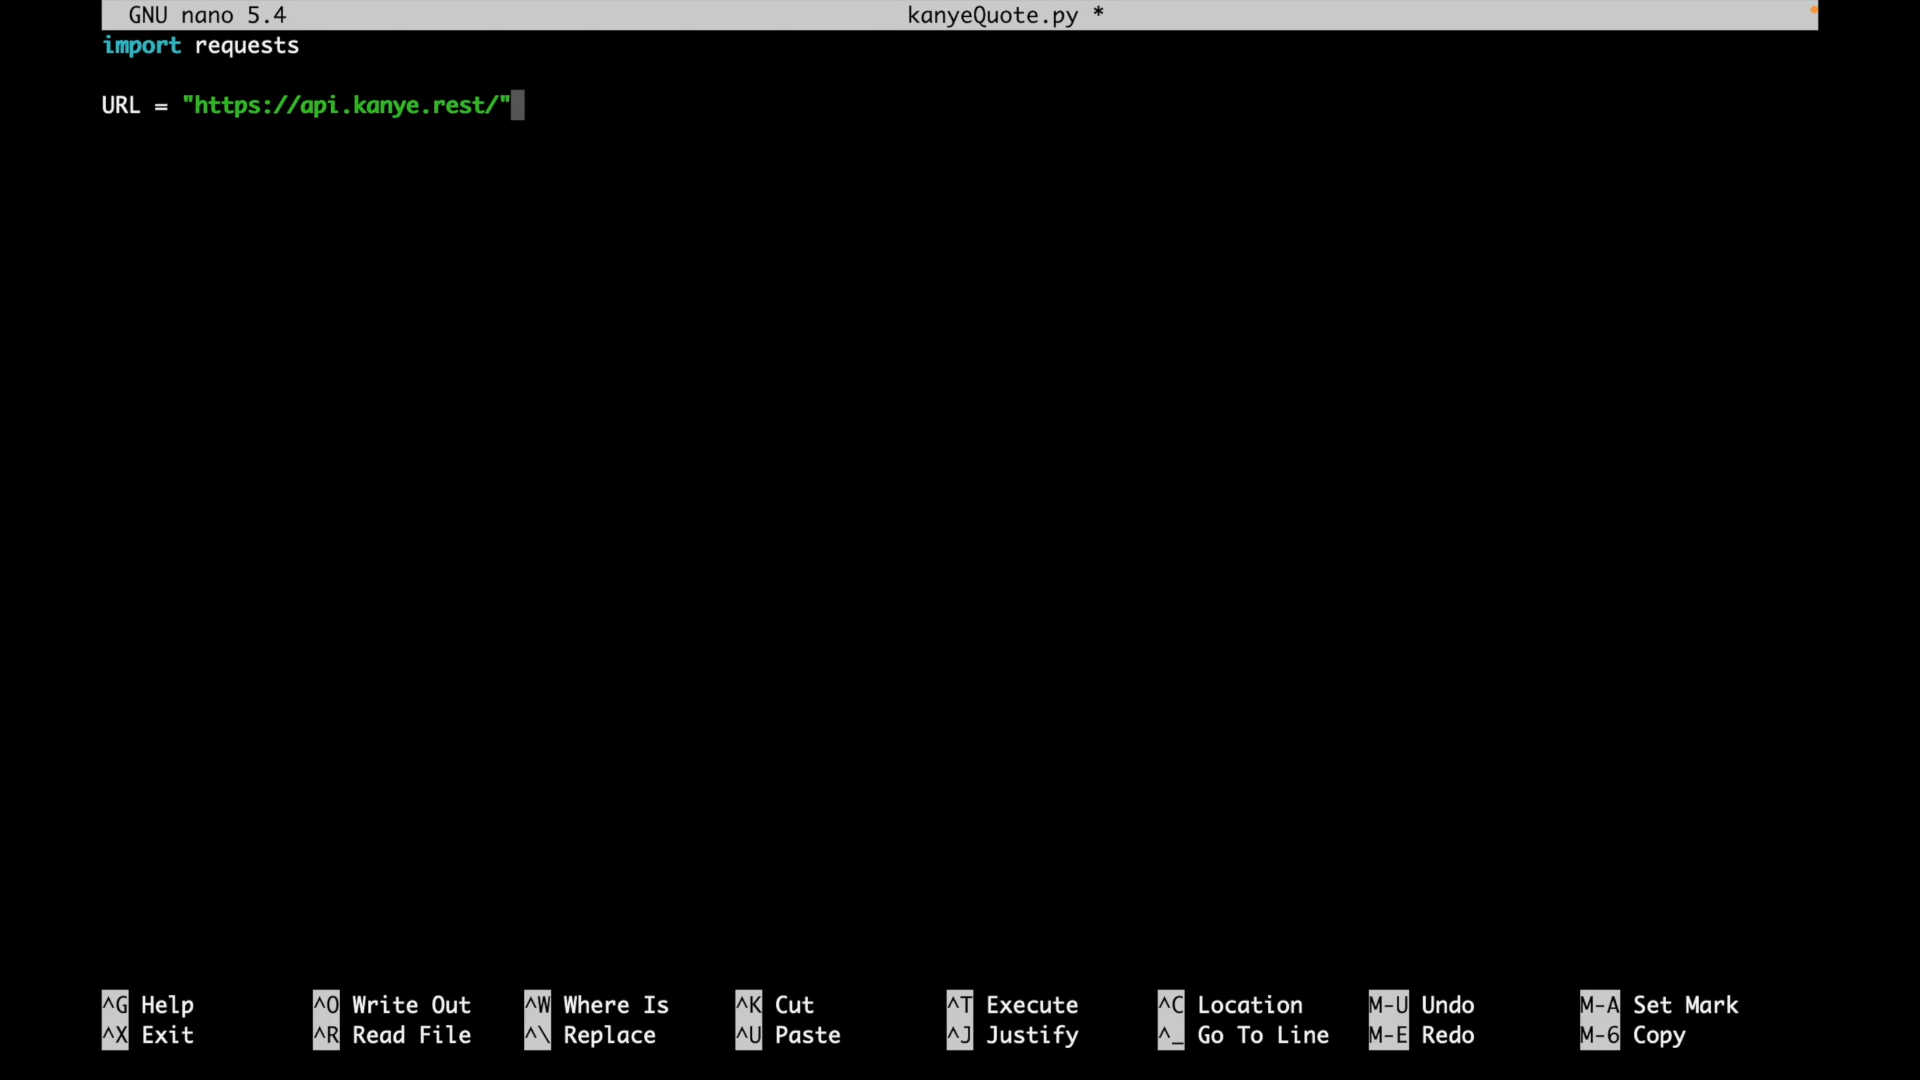 GNU nano 5.4 kanyeQuote.py *
import requests
URL = "https://api.kanye.rest/"
^G Help ^O Write Out ^W Where Is ^K Cut ^T Execute ^C Location M-U Undo M-A Set Mark
^X Exit ^R Read File ^\ Replace ^U Paste ^J Justify ^_ Go To Line M-E Redo M-6 Copy